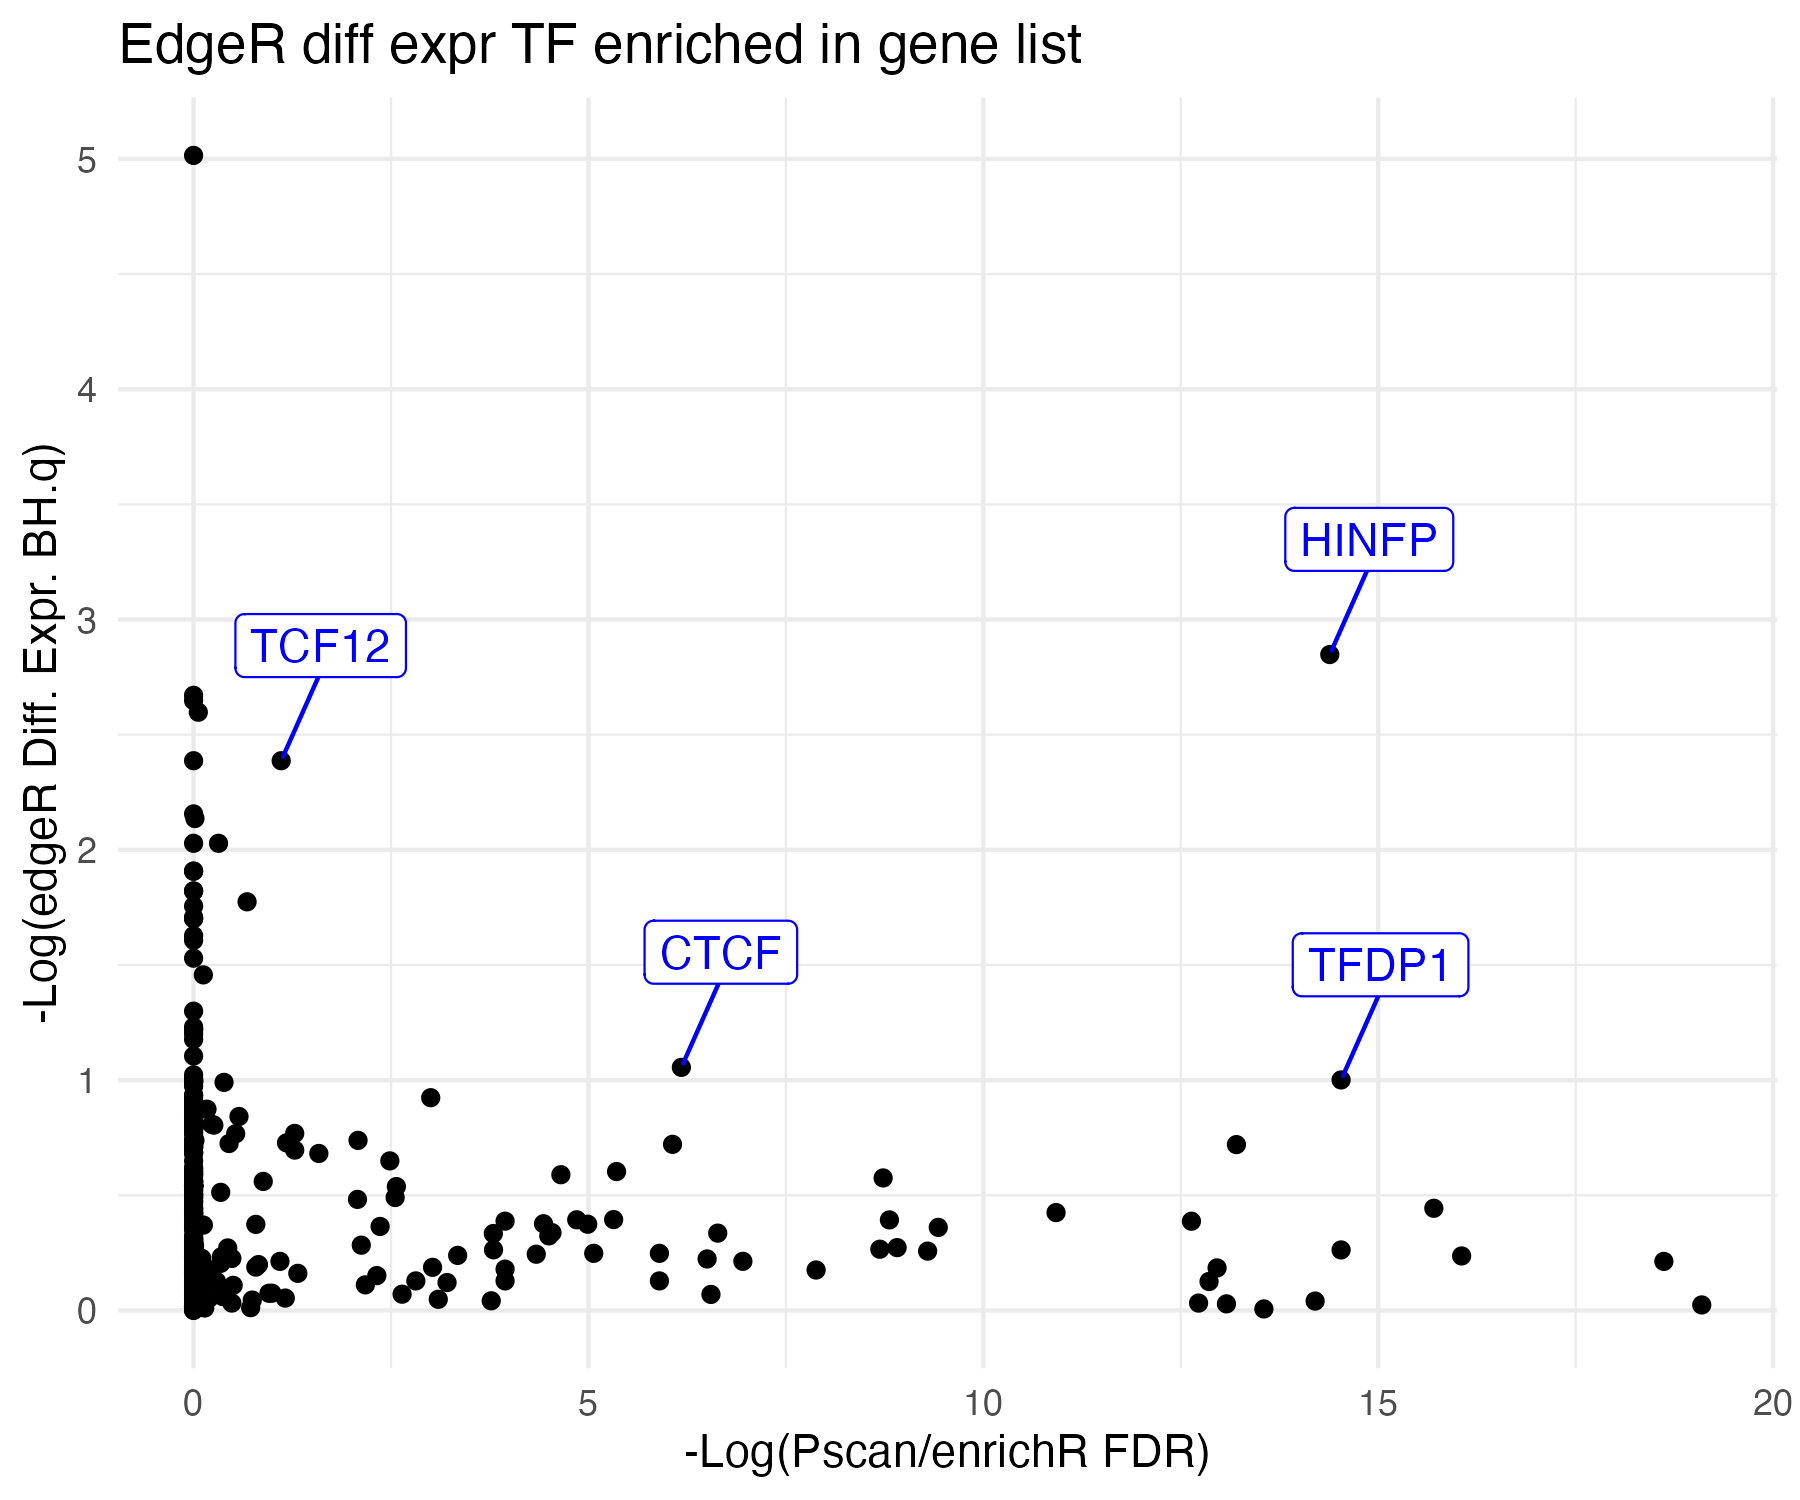 EdgeR diff expr TF enriched in gene list
-Log(edgeR Diff. Expr. BH.q)
5
4
3
2
1
0
HINFP
TCF12
CTCF
TFDP1
0 5 10 15 20
-Log(Pscan/enrichR FDR)